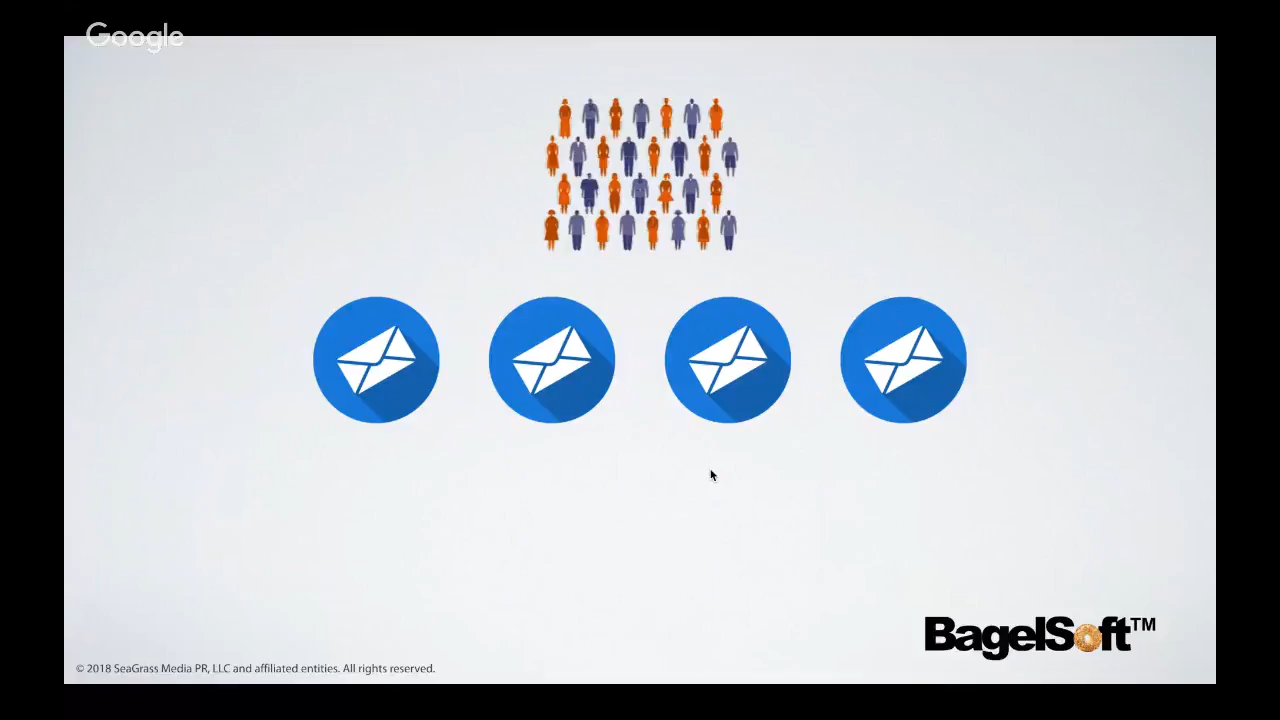 Google
BagelSoft™
© 2018 SeaGrass Media PR, LLC and affiliated entities. All rights reserved.